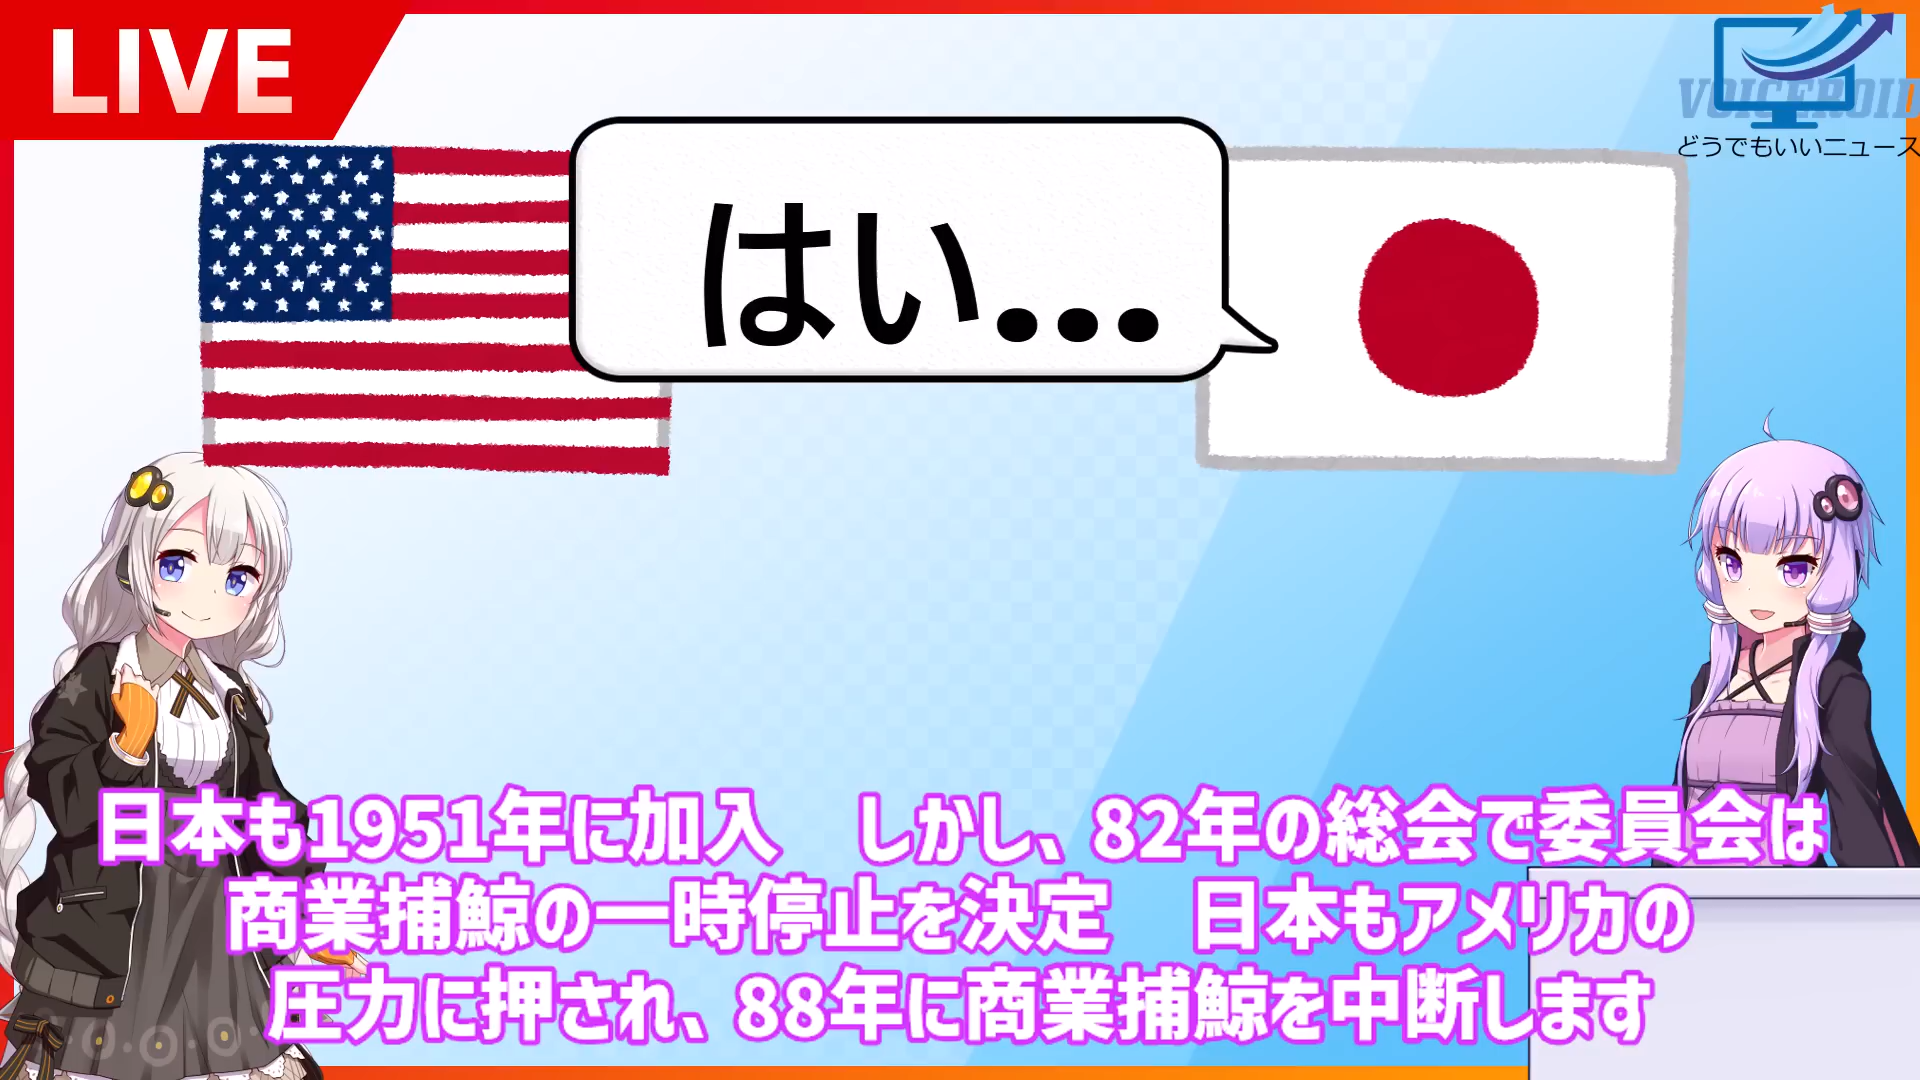 LIVE
VOICEROID
どうでもいいニュース
はい...
日本も1951年に加入　しかし、82年の総会で委員会は
商業捕鯨の一時停止を決定　日本もアメリカの
圧力に押され、88年に商業捕鯨を中断します